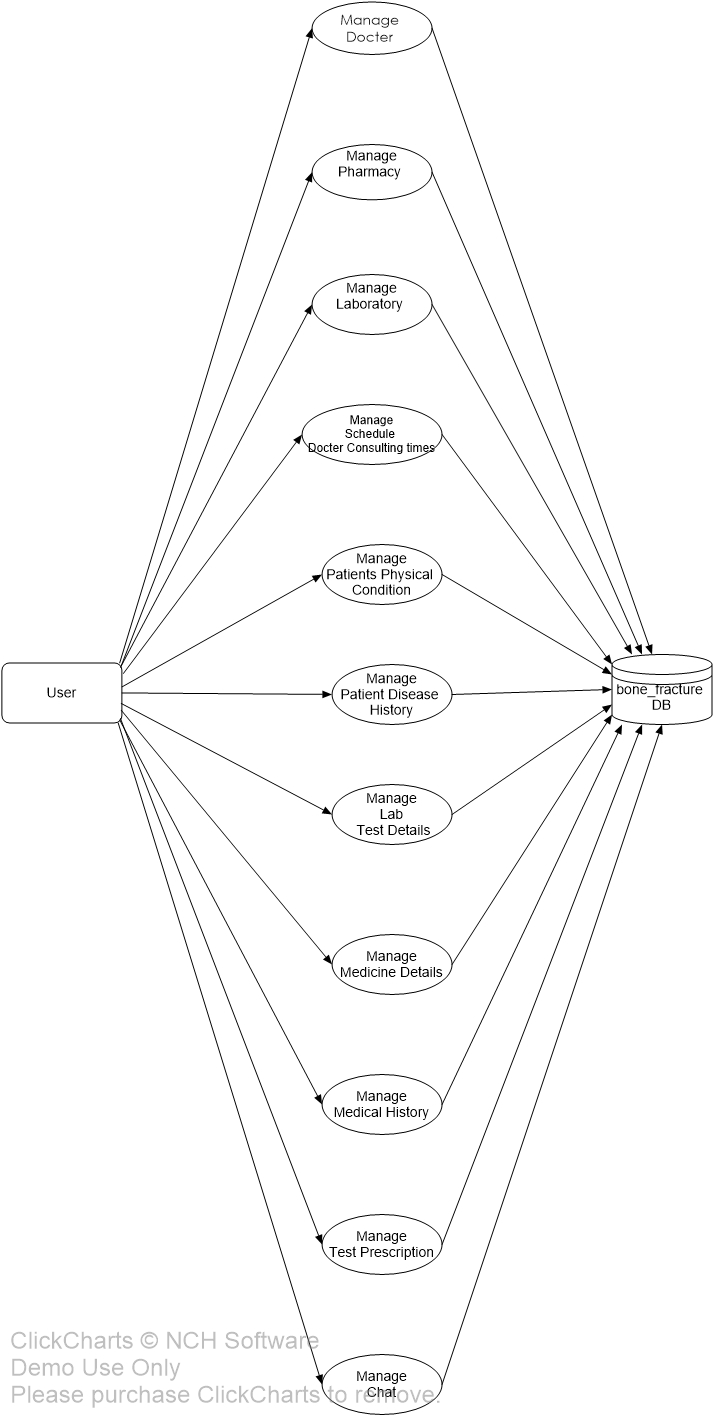 Manage
Docter
Manage
Pharmacy
Manage
Laboratory
Manage
Schedule
Docter Consulting times
Manage
Patients Physical
Condition
User
Manage
Patient Disease
History
bone_fracture
DB
Manage
Lab
Test Details
Manage
Medicine Details
Manage
Medical History
Manage
Test Prescription
Manage
Chat
ClickCharts © NCH Software
Demo Use Only
Please purchase ClickCharts to remove.